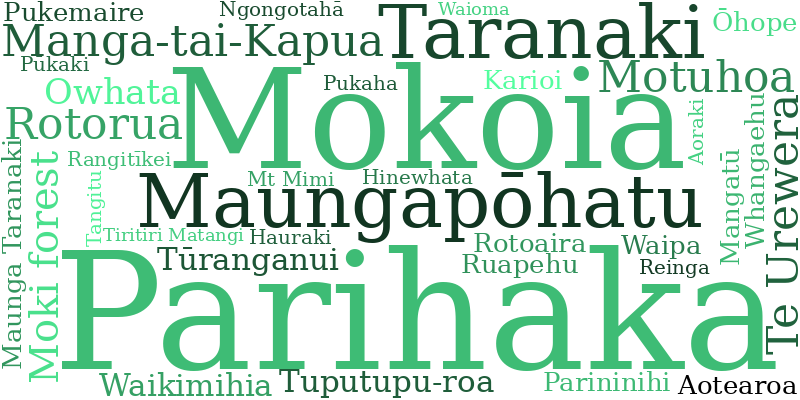 Pukemaire
Ngongotahā
Waioma
Ōhope
Manga-tai-Kapua
Taranaki
Pūkaki
Pukaha
Karioi
Motuhoa
Owhata
Mokoia
Rotorua
Aoraki
Whangaehu
Te Urewera
Rangitīkei
Mt Mimi
Hinewhata
Maunga Taranaki
Moki forest
Tangitu
Maungapōhatu
Mangatū
Tiritiri Matangi
Hauraki
Rotoaira
Waipa
Tūranganui
Ruapehu
Reinga
Parihaka
Waikimihia
Tuputupu-roa
Parininihi
Aotearoa